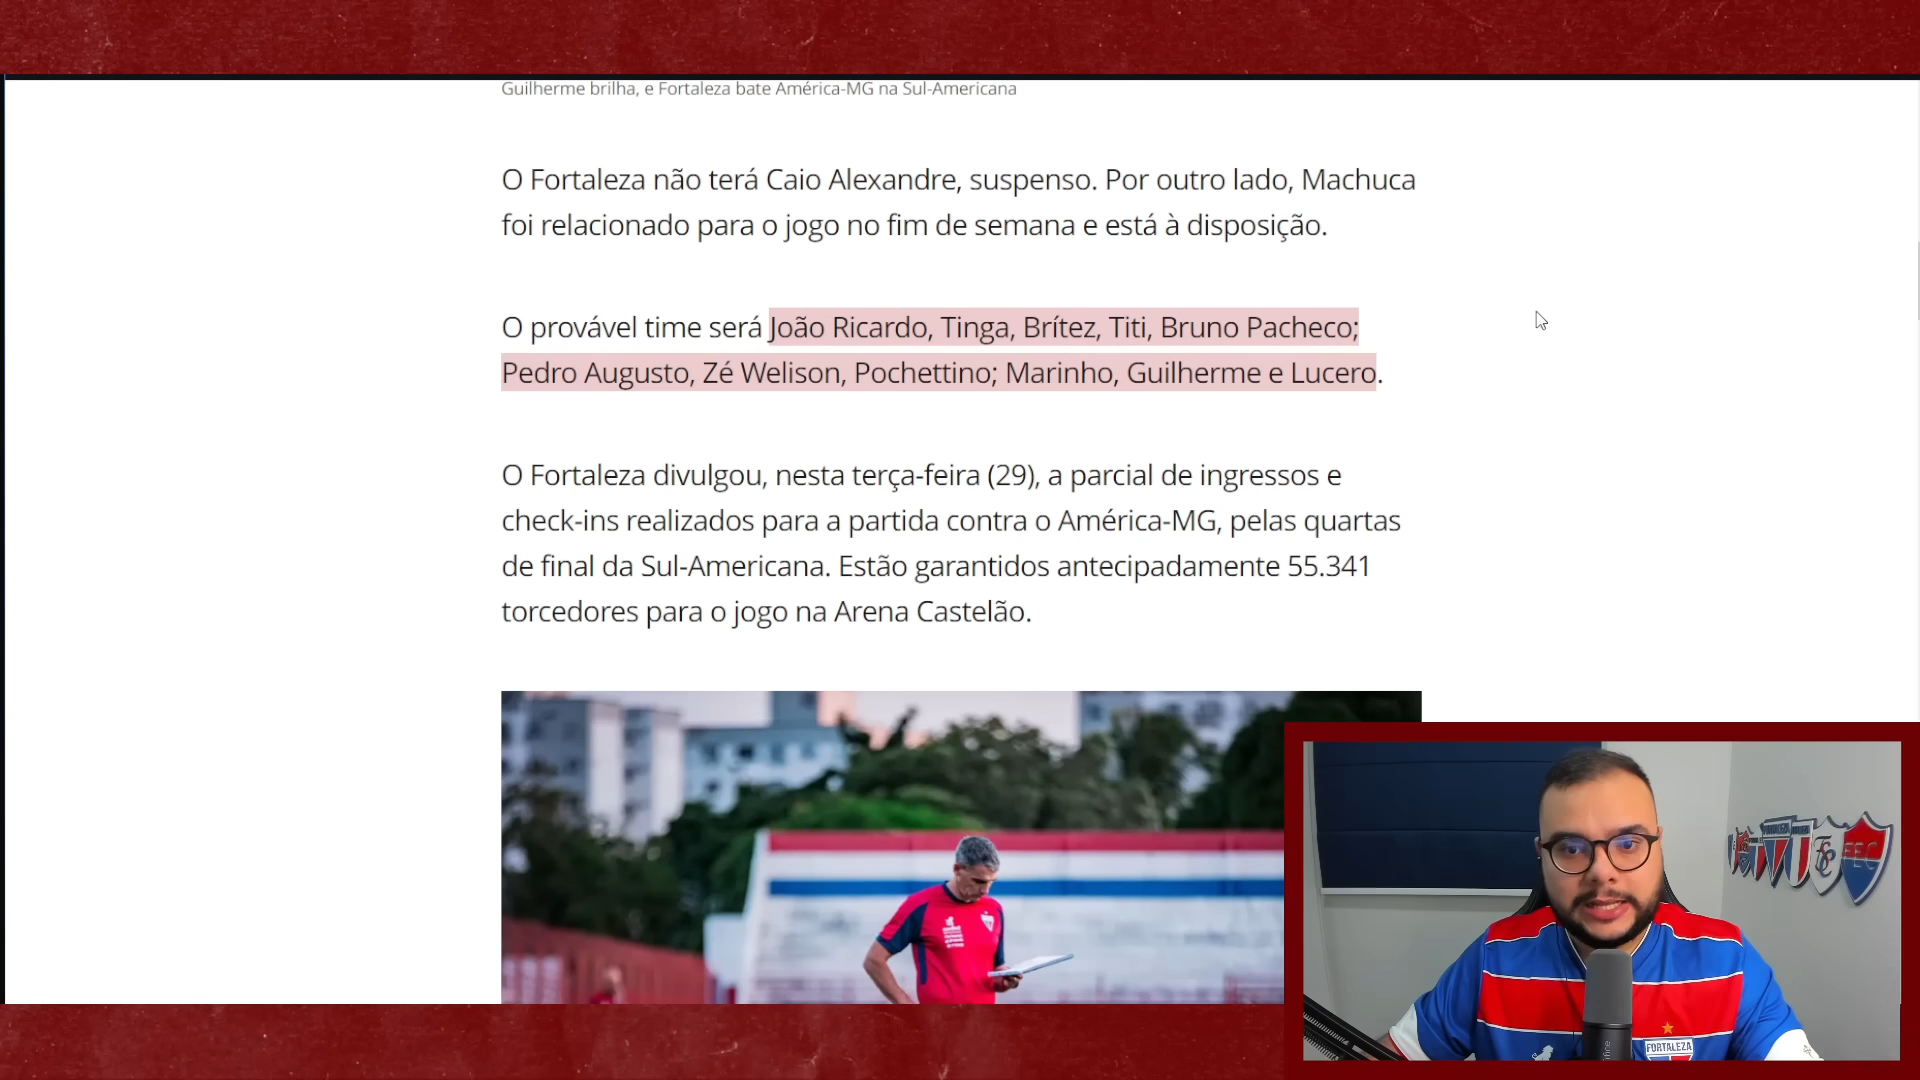 Guilherme brilha, e Fortaleza bate América-MG na Sul-Americana
O Fortaleza não terá Caio Alexandre, suspenso. Por outro lado, Machuca
foi relacionado para o jogo no fim de semana e está à disposição.
O provável time será João Ricardo, Tinga, Brítez, Titi, Bruno Pacheco;
Pedro Augusto, Zé Welison, Pochettino; Marinho, Guilherme e Lucero.
O Fortaleza divulgou, nesta terça-feira (29), a parcial de ingressos e
check-ins realizados para a partida contra o América-MG, pelas quartas
de final da Sul-Americana. Estão garantidos antecipadamente 55.341
torcedores para o jogo na Arena Castelão.
FEC
FORTALEZA